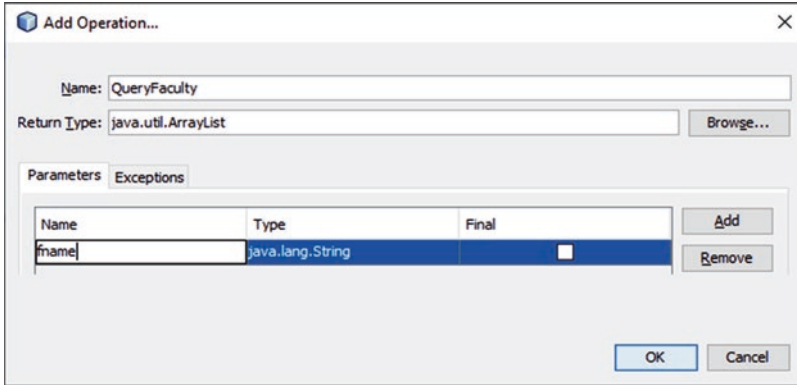 Add Operation...
Name: QueryFaculty
Return Type: java.util.ArrayList Browse...
Parameters Exceptions
Name Type Final Add
fname java.lang.String Remove
OK Cancel